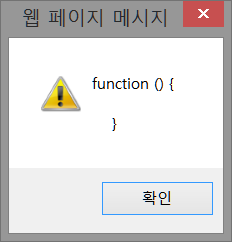 웹 페이지 메시지
function () {
}
확인